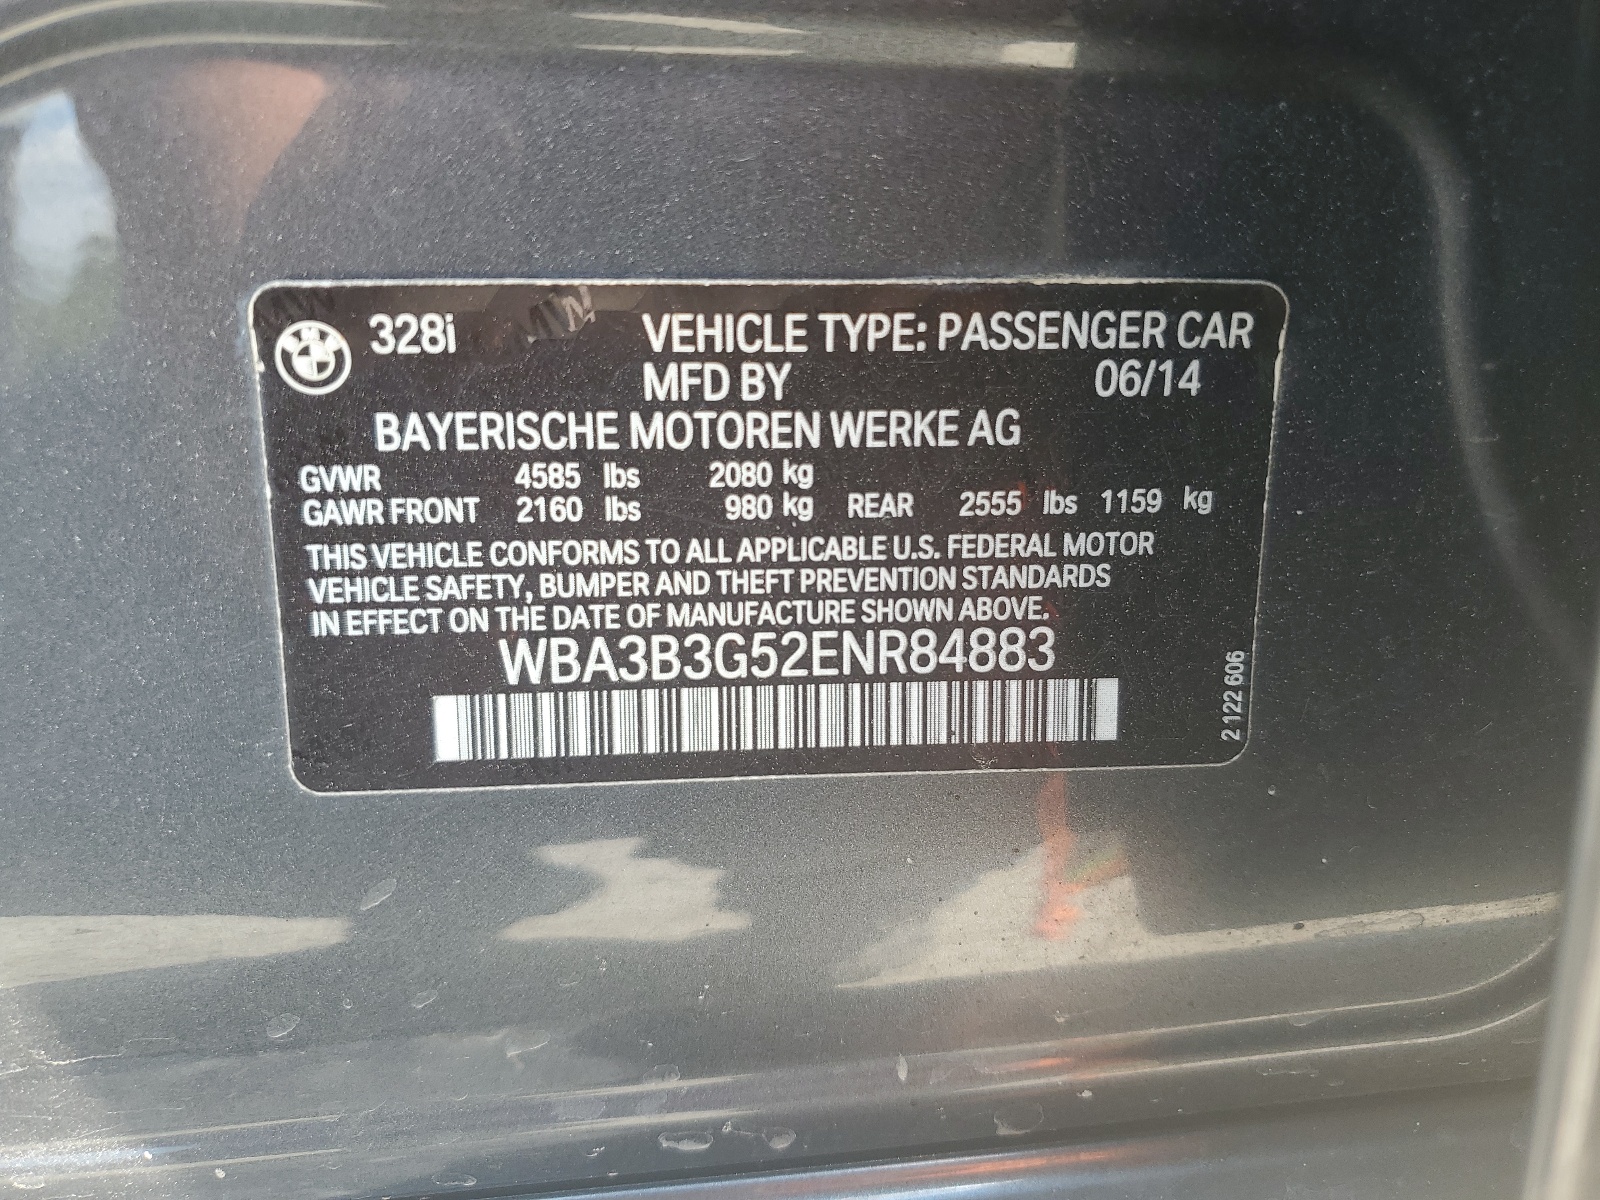 328i VEHICLE TYPE: PASSENGER CAR
MFD BY 06/14
BAYERISCHE MOTOREN WERKE AG
GVWR 4585 lbs 2080 kg
GAWR FRONT 2160 lbs 980 kg REAR 2555 lbs 1159 kg
THIS VEHICLE CONFORMS TO ALL APPLICABLE U.S. FEDERAL MOTOR
VEHICLE SAFETY, BUMPER AND THEFT PREVENTION STANDARDS
IN EFFECT ON THE DATE OF MANUFACTURE SHOWN ABOVE.
WBA3B3G52ENR84883
2 122 606